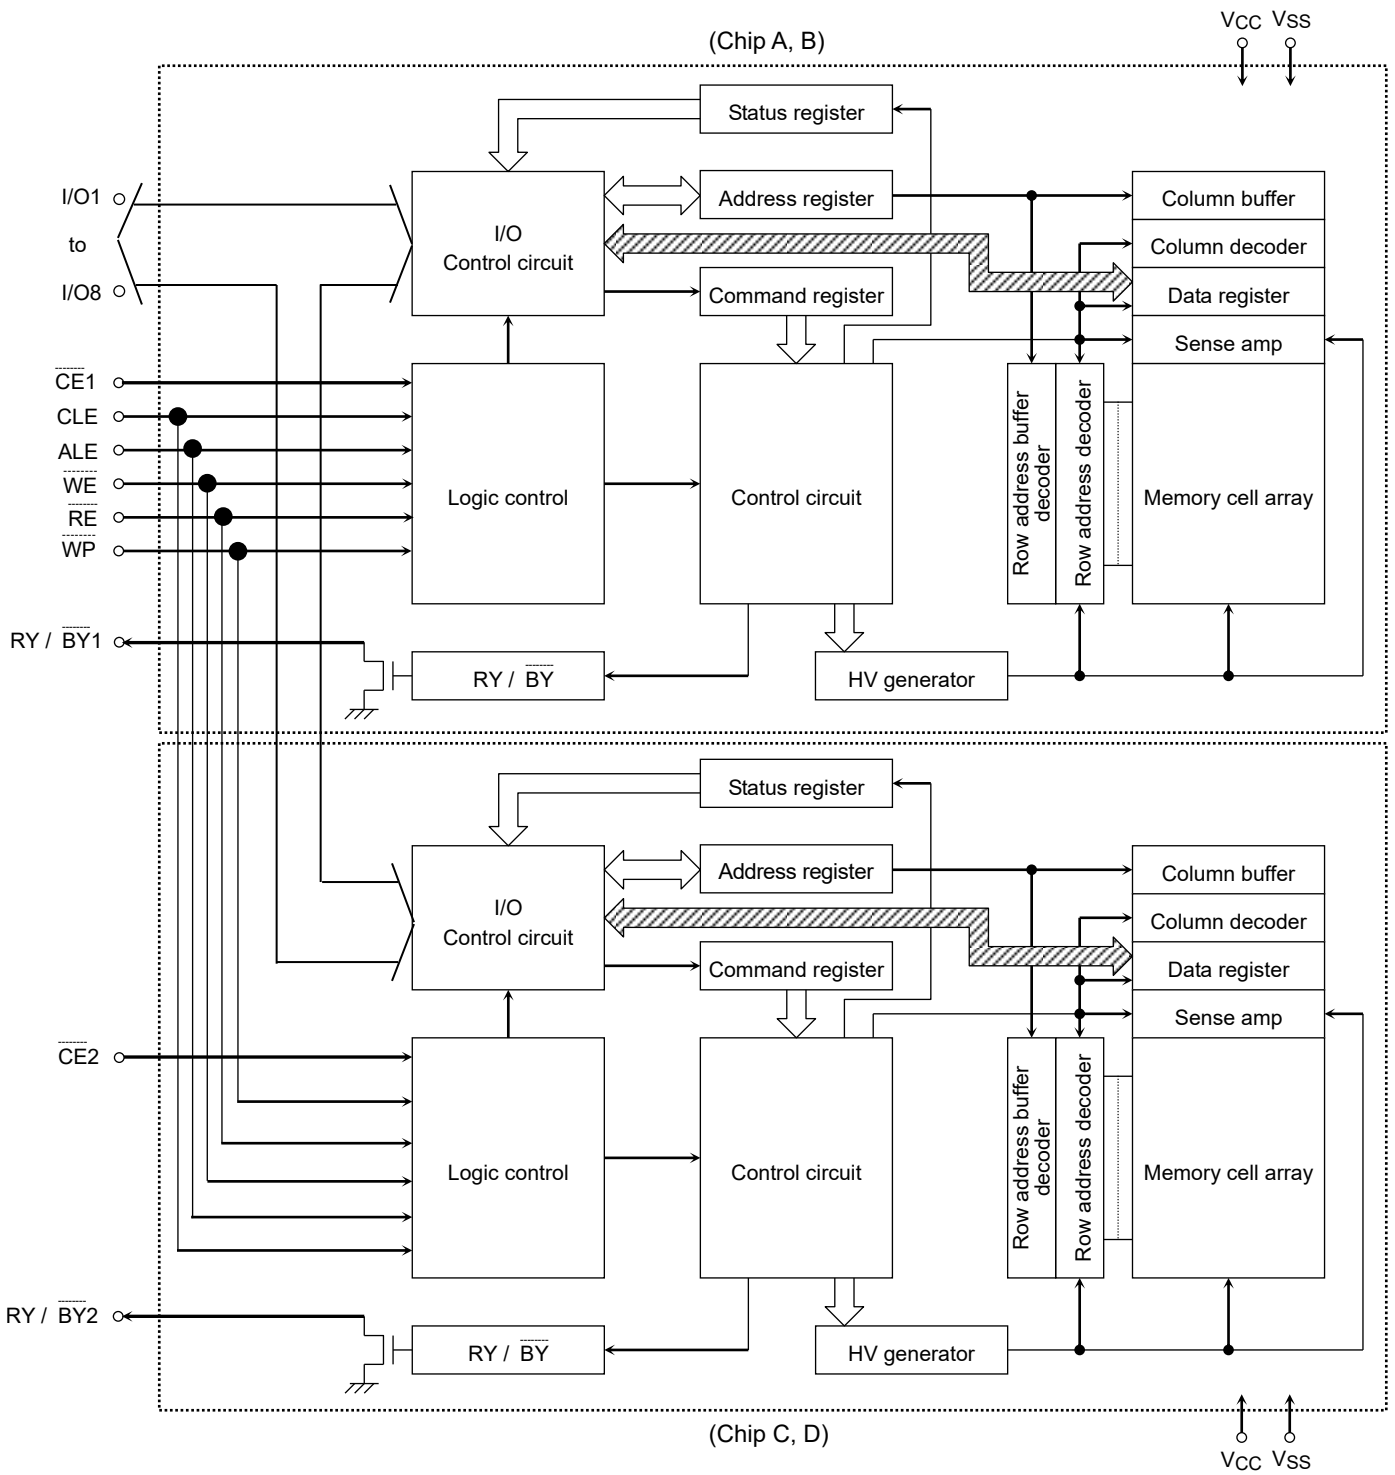 (Chip A, B)
VCC VSS
Status register
I/O1
to
I/O8
I/O
Control circuit
Address register
Command register
Column buffer
Column decoder
Data register
Sense amp
CE1
CLE
ALE
WE
RE
WP
Logic control
Control circuit
Row address buffer
decoder
Row address decoder
Memory cell array
RY / BY1
RY / BY
HV generator
Status register
I/O
Control circuit
Address register
Command register
Column buffer
Column decoder
Data register
Sense amp
CE2
Logic control
Control circuit
Row address buffer
decoder
Row address decoder
Memory cell array
RY / BY2
RY / BY
HV generator
(Chip C, D)
VCC VSS